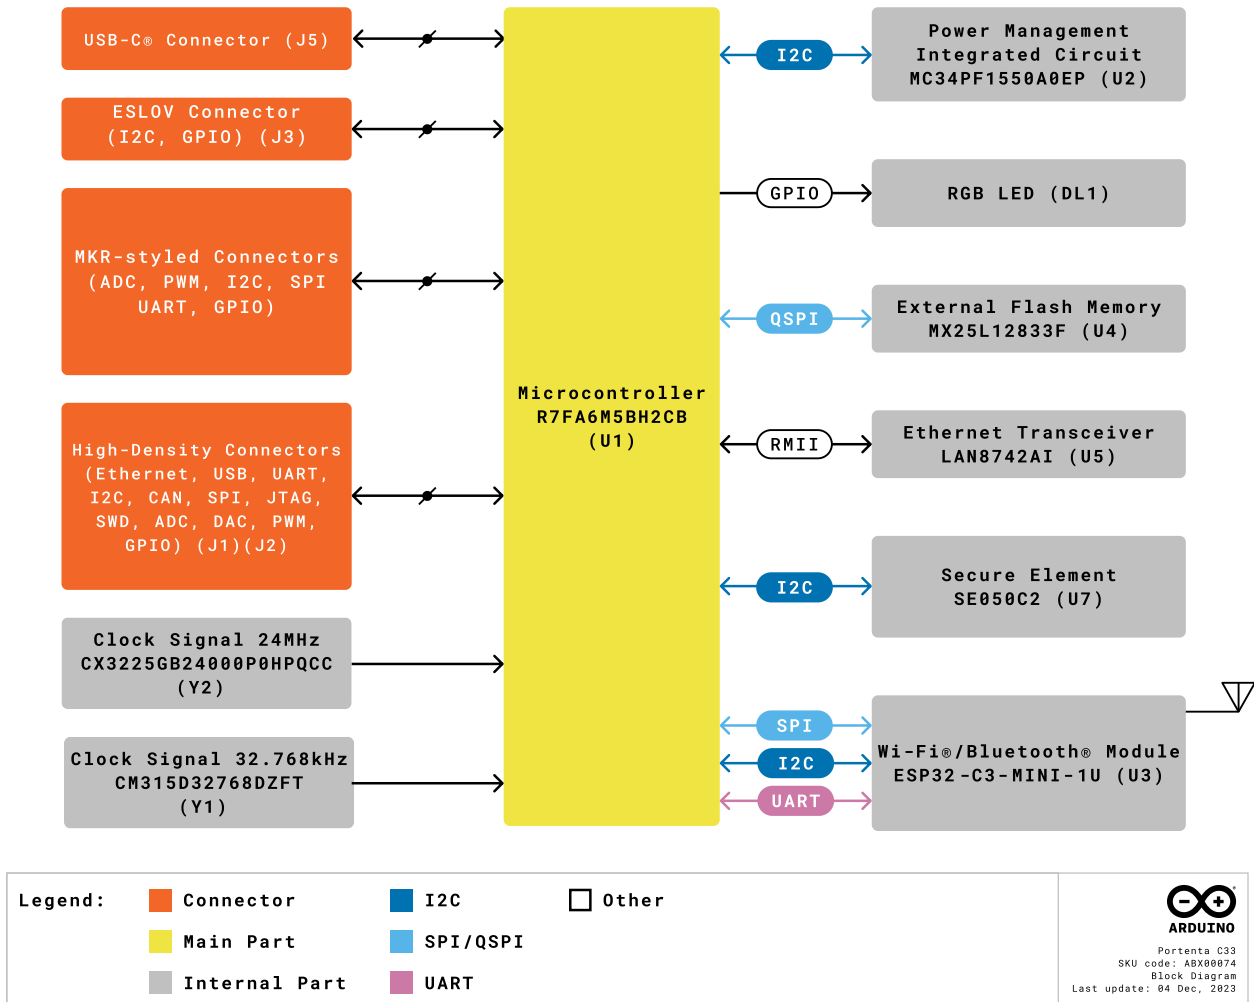 USB-C® Connector (J5)
ESLOV Connector
(I2C, GPIO) (J3)
MKR-styled Connectors
(ADC, PWM, I2C, SPI
UART, GPIO)
High-Density Connectors
(Ethernet, USB, UART,
I2C, CAN, SPI, JTAG,
SWD, ADC, DAC, PWM,
GPIO) (J1)(J2)
Clock Signal 24MHz
CX3225GB24000P0HPQCC
(Y2)
Clock Signal 32.768kHz
CM315D32768DZFT
(Y1)
Microcontroller
R7FA6M5BH2CB
(U1)
I2C
Power Management
Integrated Circuit
MC34PF1550A0EP (U2)
GPIO
RGB LED (DL1)
QSPI
External Flash Memory
MX25L12833F (U4)
RMII
Ethernet Transceiver
LAN8742AI (U5)
I2C
Secure Element
SE050C2 (U7)
SPI
I2C
UART
Wi-Fi®/Bluetooth® Module
ESP32-C3-MINI-1U (U3)
Legend:
Connector
Main Part
Internal Part
I2C
SPI/QSPI
UART
Other
ARDUINO
Portenta C33
SKU code: ABX00074
Block Diagram
Last update: 04 Dec, 2023